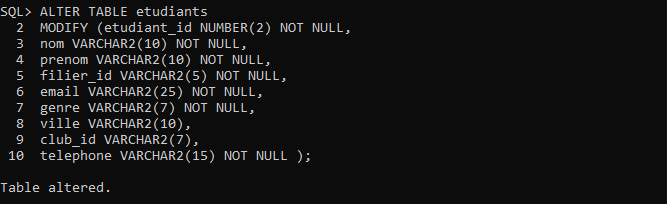 SQL> ALTER TABLE etudiants
2 MODIFY (etudiant_id NUMBER(2) NOT NULL,
3 nom VARCHAR2(10) NOT NULL,
4 prenom VARCHAR2(10) NOT NULL,
5 filier_id VARCHAR2(5) NOT NULL,
6 email VARCHAR2(25) NOT NULL,
7 genre VARCHAR2(7) NOT NULL,
8 ville VARCHAR2(10),
9 club_id VARCHAR2(7),
10 telephone VARCHAR2(15) NOT NULL );
Table altered.